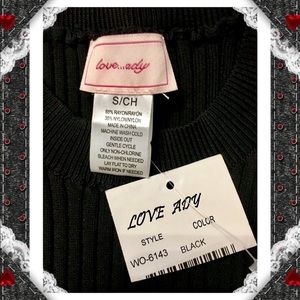 love...ady
S/CH
65% RAYON/RAYON
35% NYLON/NYLON
MADE IN CHINA
MACHINE WASH COLD
INSIDE OUT
GENTLE CYCLE
ONLY NON-CHLORINE
BLEACH WHEN NEEDED
LAY FLAT TO DRY
WARM IRON IF NEEDED
LOVE ADY
STYLE COLOR
WO-6143 BLACK